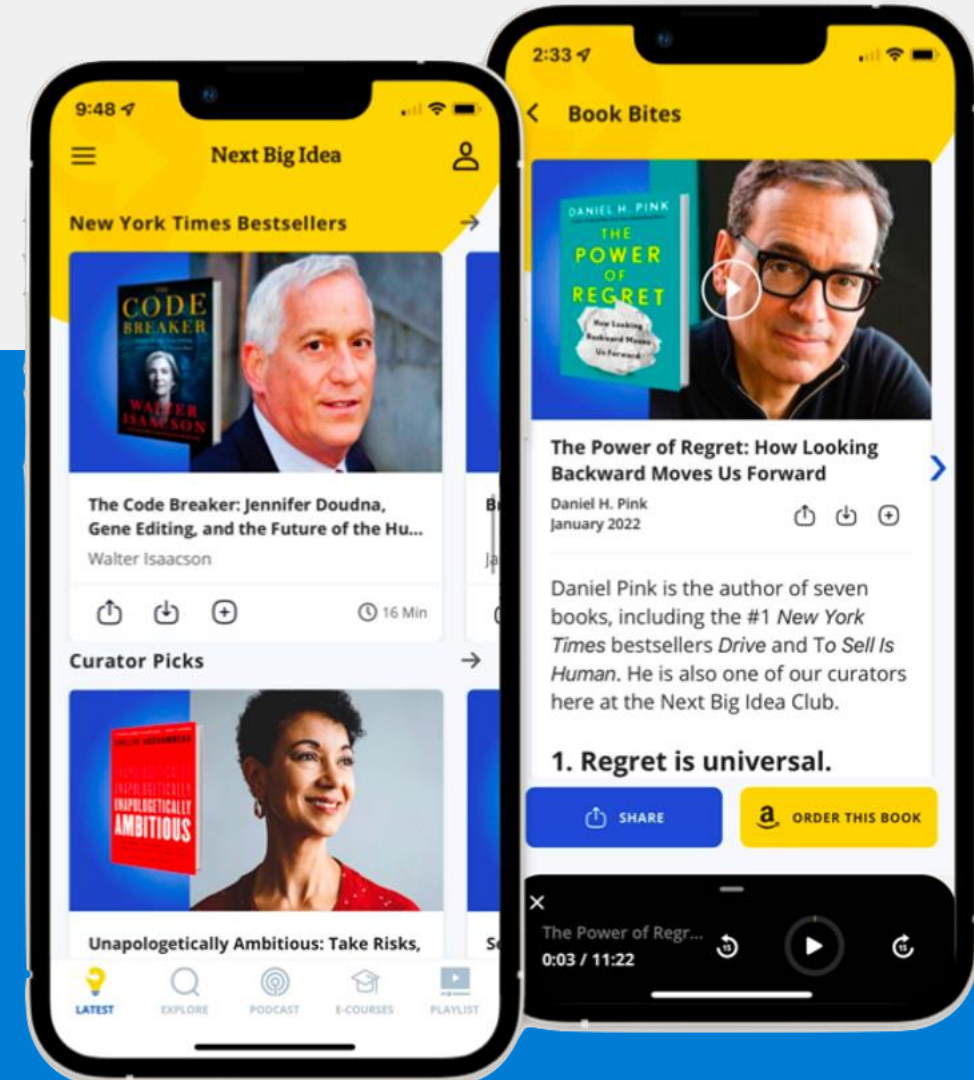 9:48
Next Big Idea
New York Times Bestsellers
THE
CODE
BREAKER
WALTER
ISAACSON
The Code Breaker: Jennifer Doudna,
Gene Editing, and the Future of the Hu...
Walter Isaacson
16 Min
Curator Picks
UNAPOLOGETICALLY
AMBITIOUS
Unapologetically Ambitious: Take Risks,
LATEST
EXPLORE
PODCAST
E-COURSES
PLAYLIST
2:33
Book Bites
DANIEL H. PINK
THE
POWER
OF
REGRET
How Looking
Backward Moves
Us Forward
The Power of Regret: How Looking
Backward Moves Us Forward
Daniel H. Pink
January 2022
Daniel Pink is the author of seven
books, including the #1 New York
Times bestsellers Drive and To Sell Is
Human. He is also one of our curators
here at the Next Big Idea Club.
1. Regret is universal.
SHARE
a ORDER THIS BOOK
The Power of Regr...
0:03 / 11:22
15
15